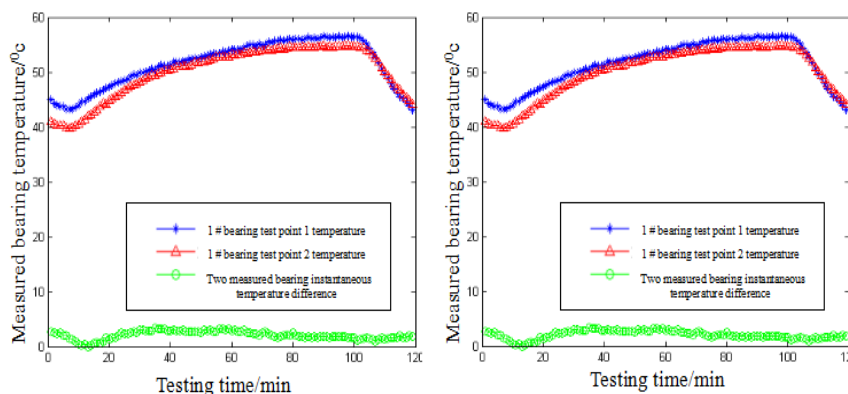 Measured bearing temperature/⁰c
60
50
40
30
20
10
0
1 # bearing test point 1 temperature
1 # bearing test point 2 temperature
Two measured bearing instantaneous
temperature difference
0 20 40 60 80 100 120
Testing time/min
Measured bearing temperature/⁰c
60
50
40
30
20
10
0
1 # bearing test point 1 temperature
1 # bearing test point 2 temperature
Two measured bearing instantaneous
temperature difference
0 20 40 60 80 100 120
Testing time/min